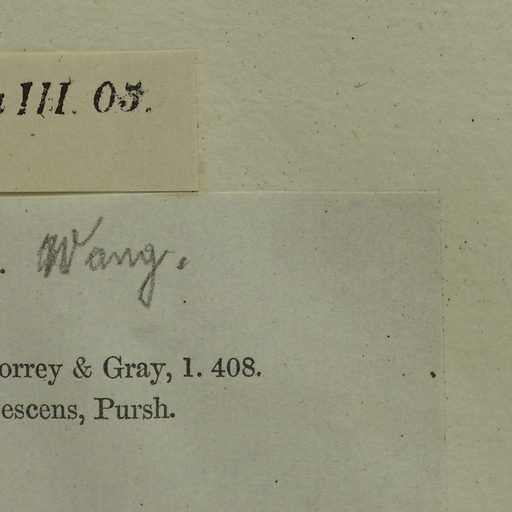 III. 05.
. Wang.
orrey & Gray, 1. 408.
escens, Pursh.